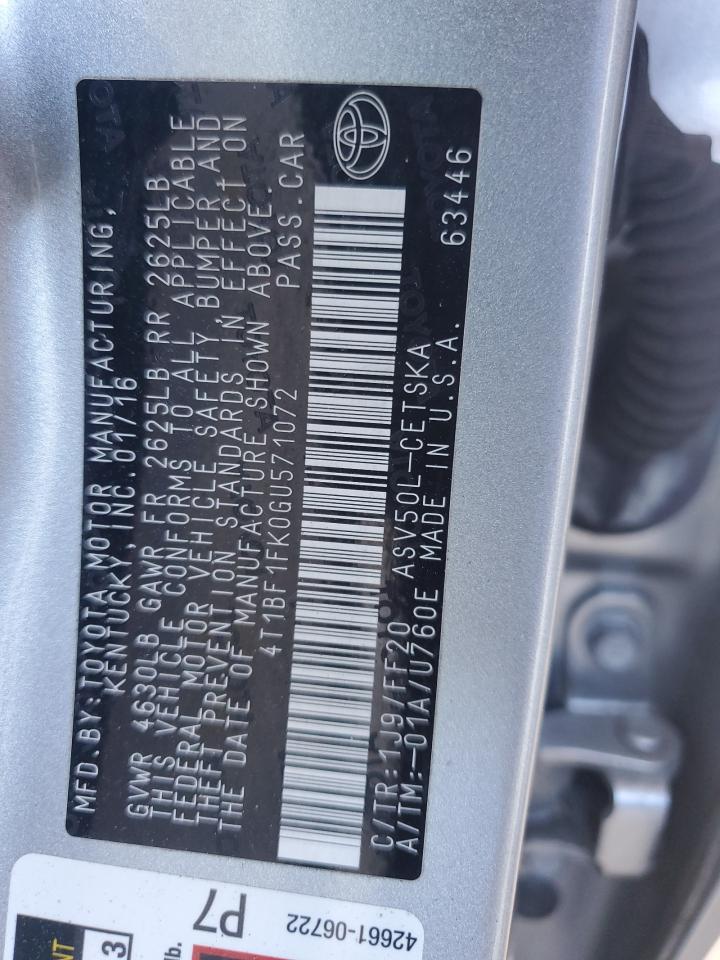 MFD.BY:TOYOTA MOTOR MANUFACTURING,
KENTUCKY,INC.01/16
GVWR 4630LB GAWR FR 2625LB RR 2625LB
THIS VEHICLE CONFORMS TO ALL APPLICABLE
FEDERAL MOTOR VEHICLE SAFETY, BUMPER AND
THEFT PREVENTION STANDARDS IN EFFECT ON
THE DATE OF MANUFACTURE SHOWN ABOVE.
4T1BF1FK0GU571072 PASS.CAR
C/TR:1J9/FF20 ASV50L-CETSKA
A/TM:-01A/U760E MADE IN U.S.A. 63446
P7
42661-06722
3
lb.